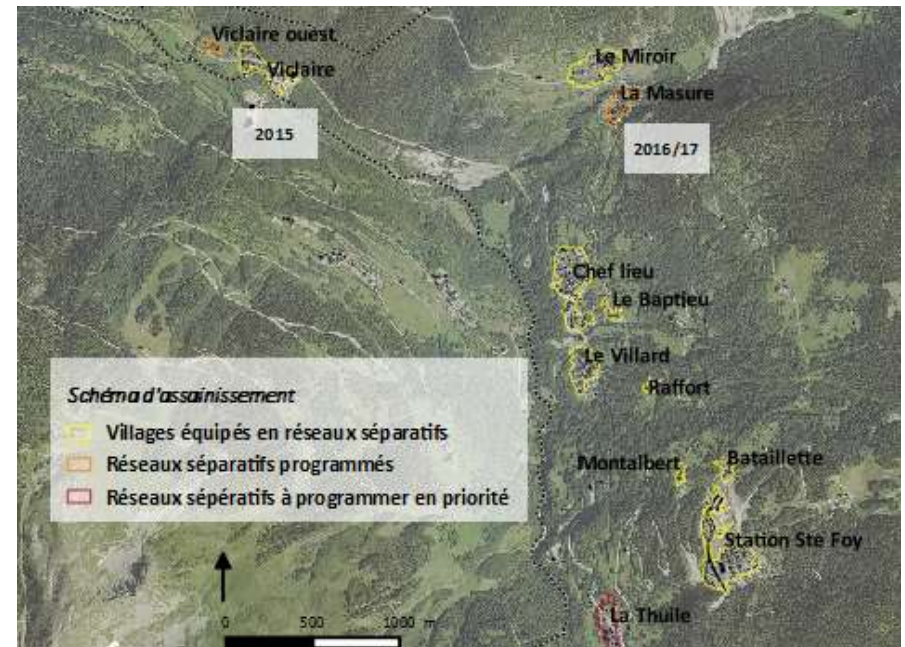 Viclaire ouest
Viclaire
2015
Le Miroir
La Masure
2016/17
Chef lieu
Le Baptieu
Le Villard
Raffort
Montalbert
Bataillette
Station Ste Foy
La Thuile
Schéma d'assainissement
Villages équipés en réseaux séparatifs
Réseaux séparatifs programmés
Réseaux sépératifs à programmer en priorité
0 500 1000 m